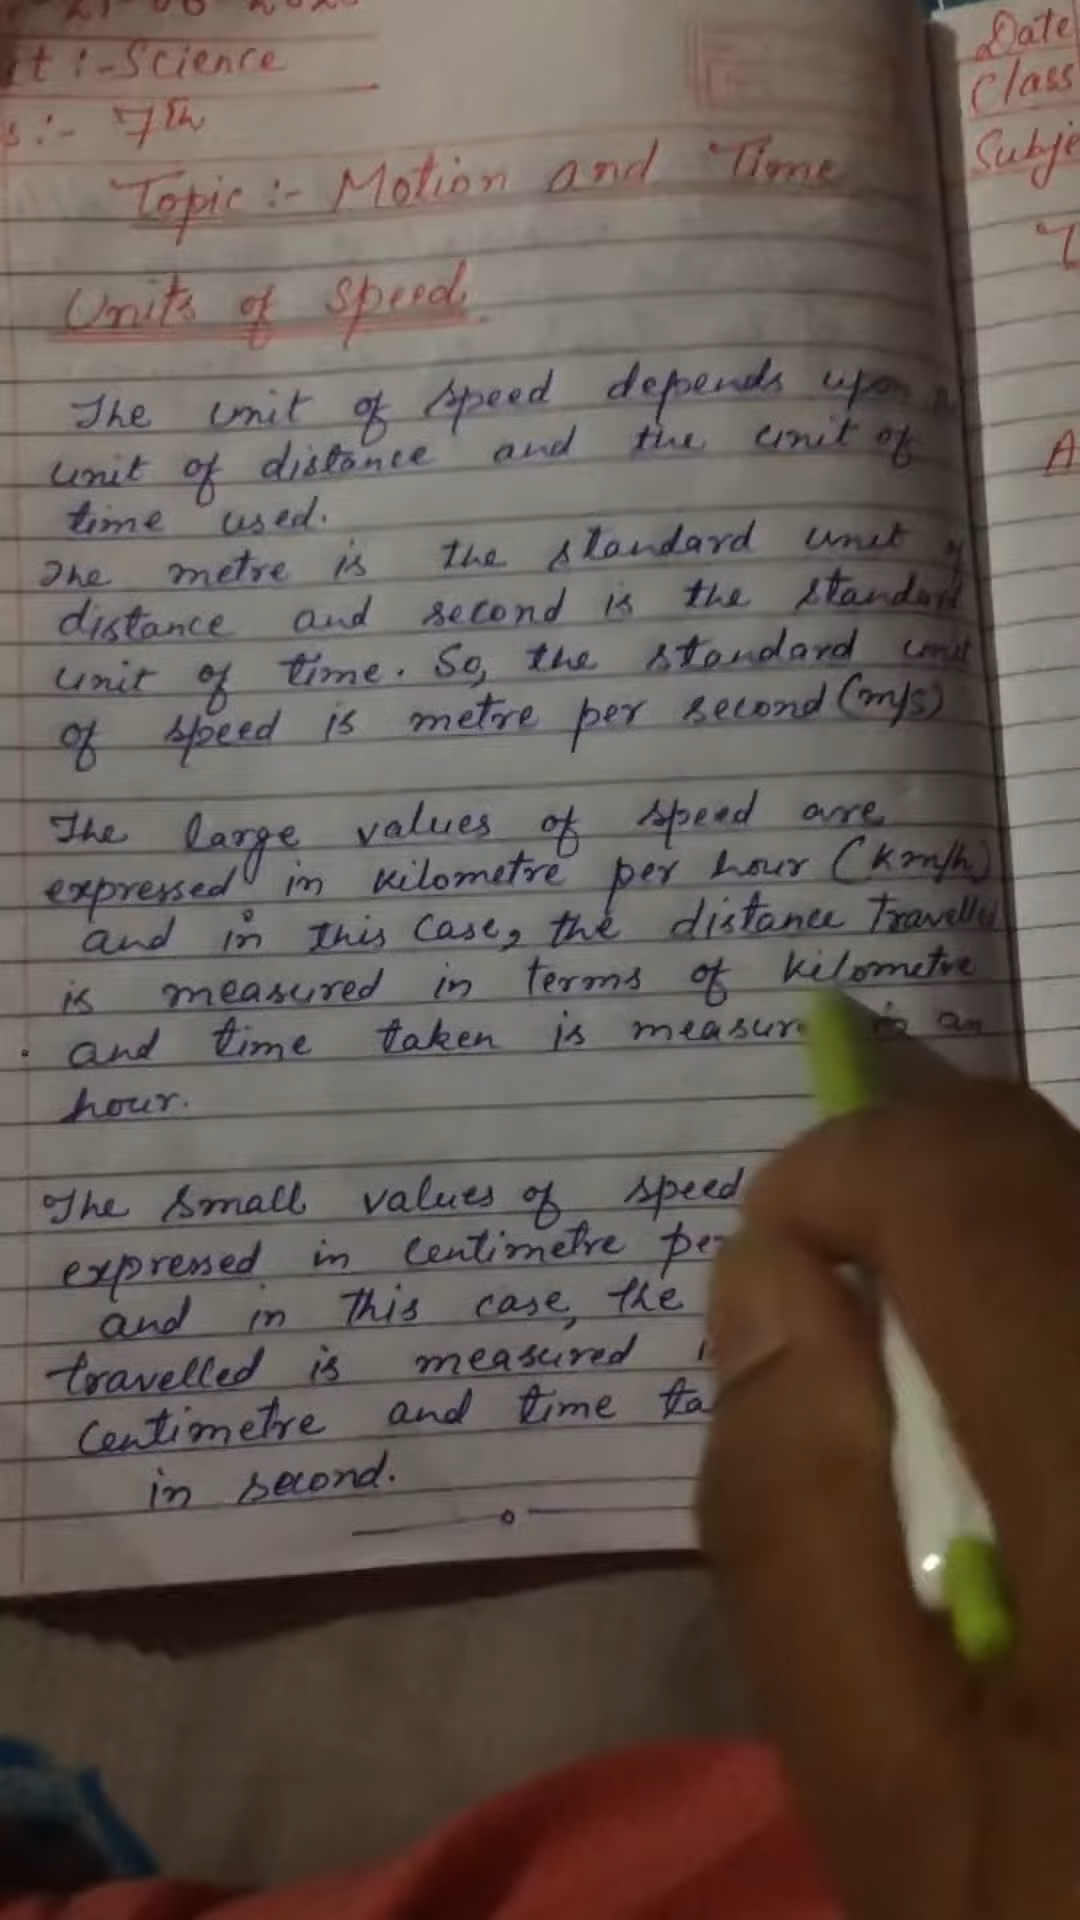 :-Science
:- 7th
Topic:- Motion and Time
Units of speed.
The unit of speed depends upon
unit of distance and the unit of
time used.
The metre is the standard unit
distance and second is the standard
unit of time. So, the standard unit
of speed is metre per second (m/s)
The large values of speed are
expressed in kilometre per hour (km/h)
and in this case, the distance travelled
is measured in terms of kilometre
and time taken is in an
hour.
The small values of speed
expressed in centimetre
and in this case, the
travelled is measured
centimetre and time
in second.
Date
Class